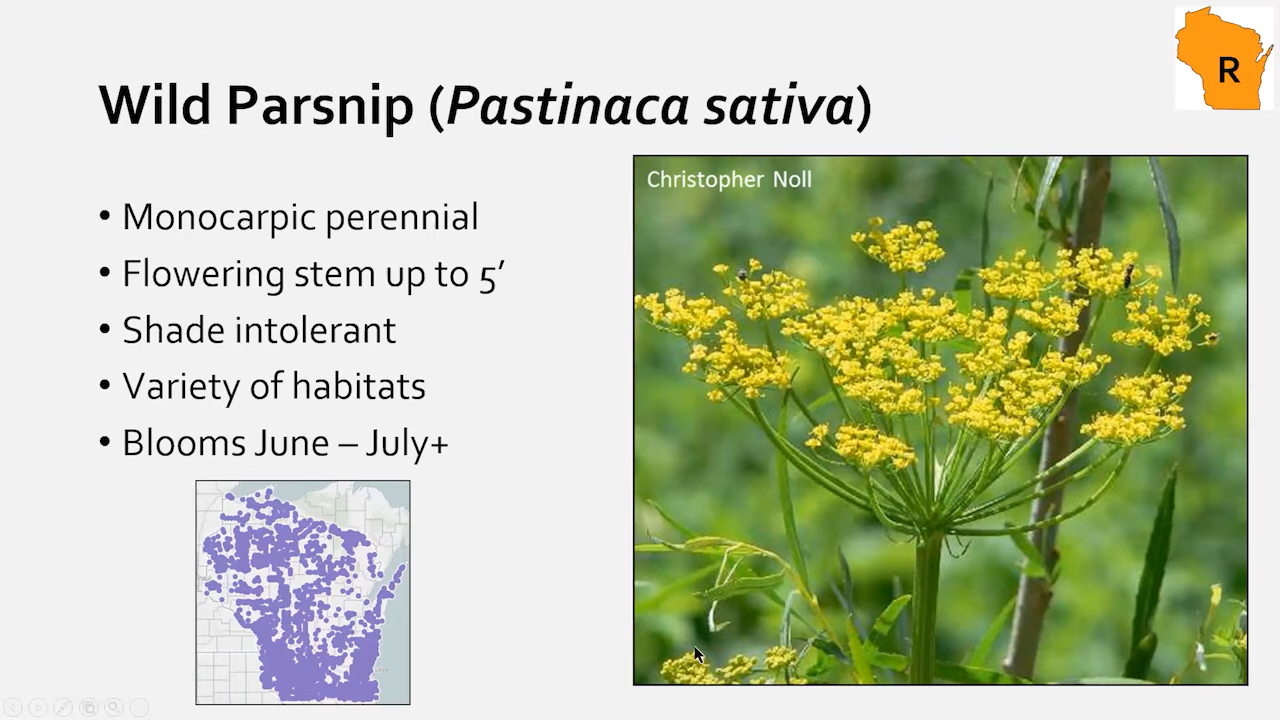 R
Wild Parsnip (Pastinaca sativa)
Christopher Noll
• Monocarpic perennial
• Flowering stem up to 5′
• Shade intolerant
• Variety of habitats
• Blooms June – July+